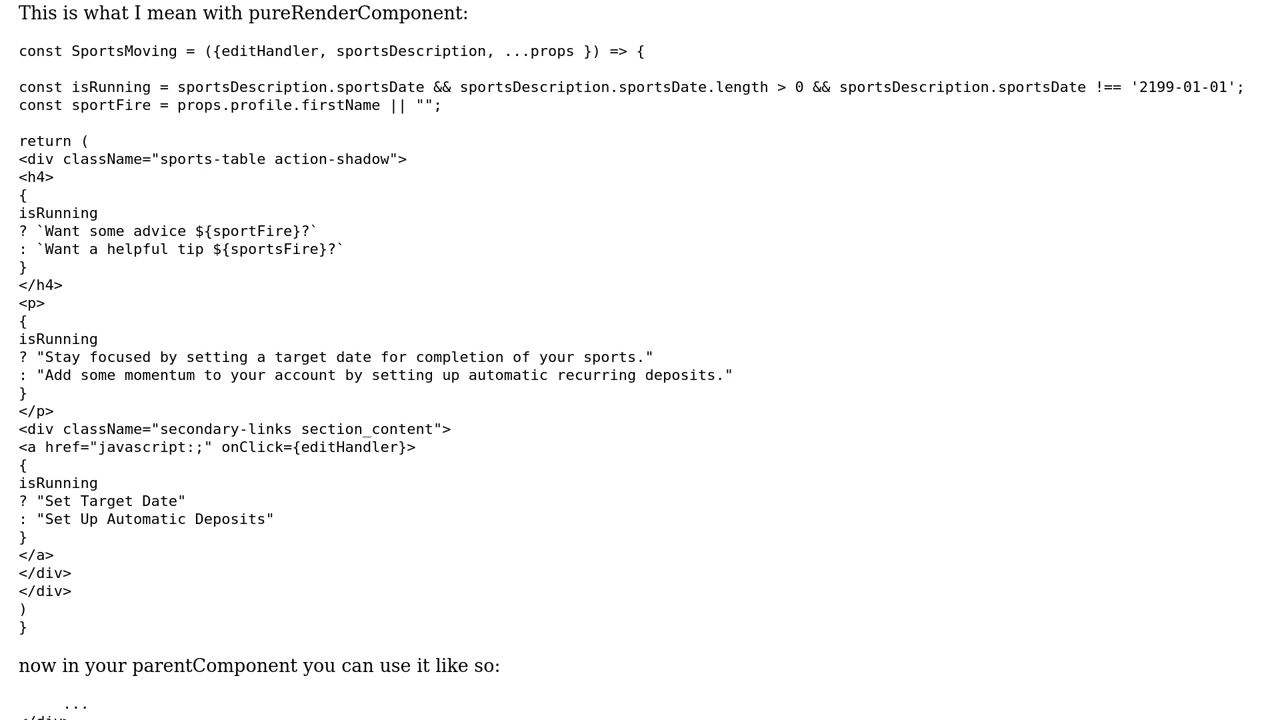 This is what I mean with pureRenderComponent:
const SportsMoving = ({editHandler, sportsDescription, ...props }) => {
const isRunning = sportsDescription.sportsDate && sportsDescription.sportsDate.length > 0 && sportsDescription.sportsDate !== '2199-01-01';
const sportFire = props.profile.firstName || "";
return (
<div className="sports-table action-shadow">
<h4>
{
isRunning
? `Want some advice ${sportFire}?`
: `Want a helpful tip ${sportsFire}?`
}
</h4>
<p>
{
isRunning
? "Stay focused by setting a target date for completion of your sports."
: "Add some momentum to your account by setting up automatic recurring deposits."
}
</p>
<div className="secondary-links section_content">
<a href="javascript:;" onClick={editHandler}>
{
isRunning
? "Set Target Date"
: "Set Up Automatic Deposits"
}
</a>
</div>
</div>
)
}
now in your parentComponent you can use it like so:
...